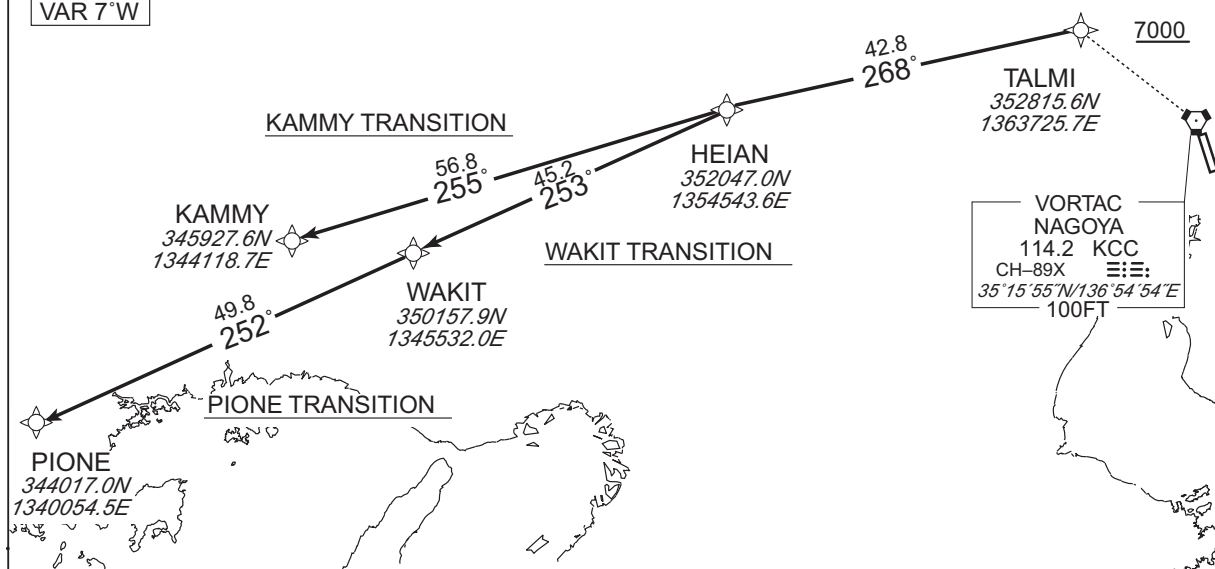 VAR 7°W
7000
42.8
268°
TALMI
352815.6N
1363725.7E
KAMMY TRANSITION
HEIAN
352047.0N
1354543.6E
56.8
255°
45.2
253°
KAMMY
345927.6N
1344118.7E
WAKIT TRANSITION
VORTAC
NAGOYA
114.2 KCC
CH–89X
35°15′55″N/136°54′54″E
100FT
WAKIT
350157.9N
1345532.0E
49.8
252°
PIONE TRANSITION
PIONE
344017.0N
1340054.5E